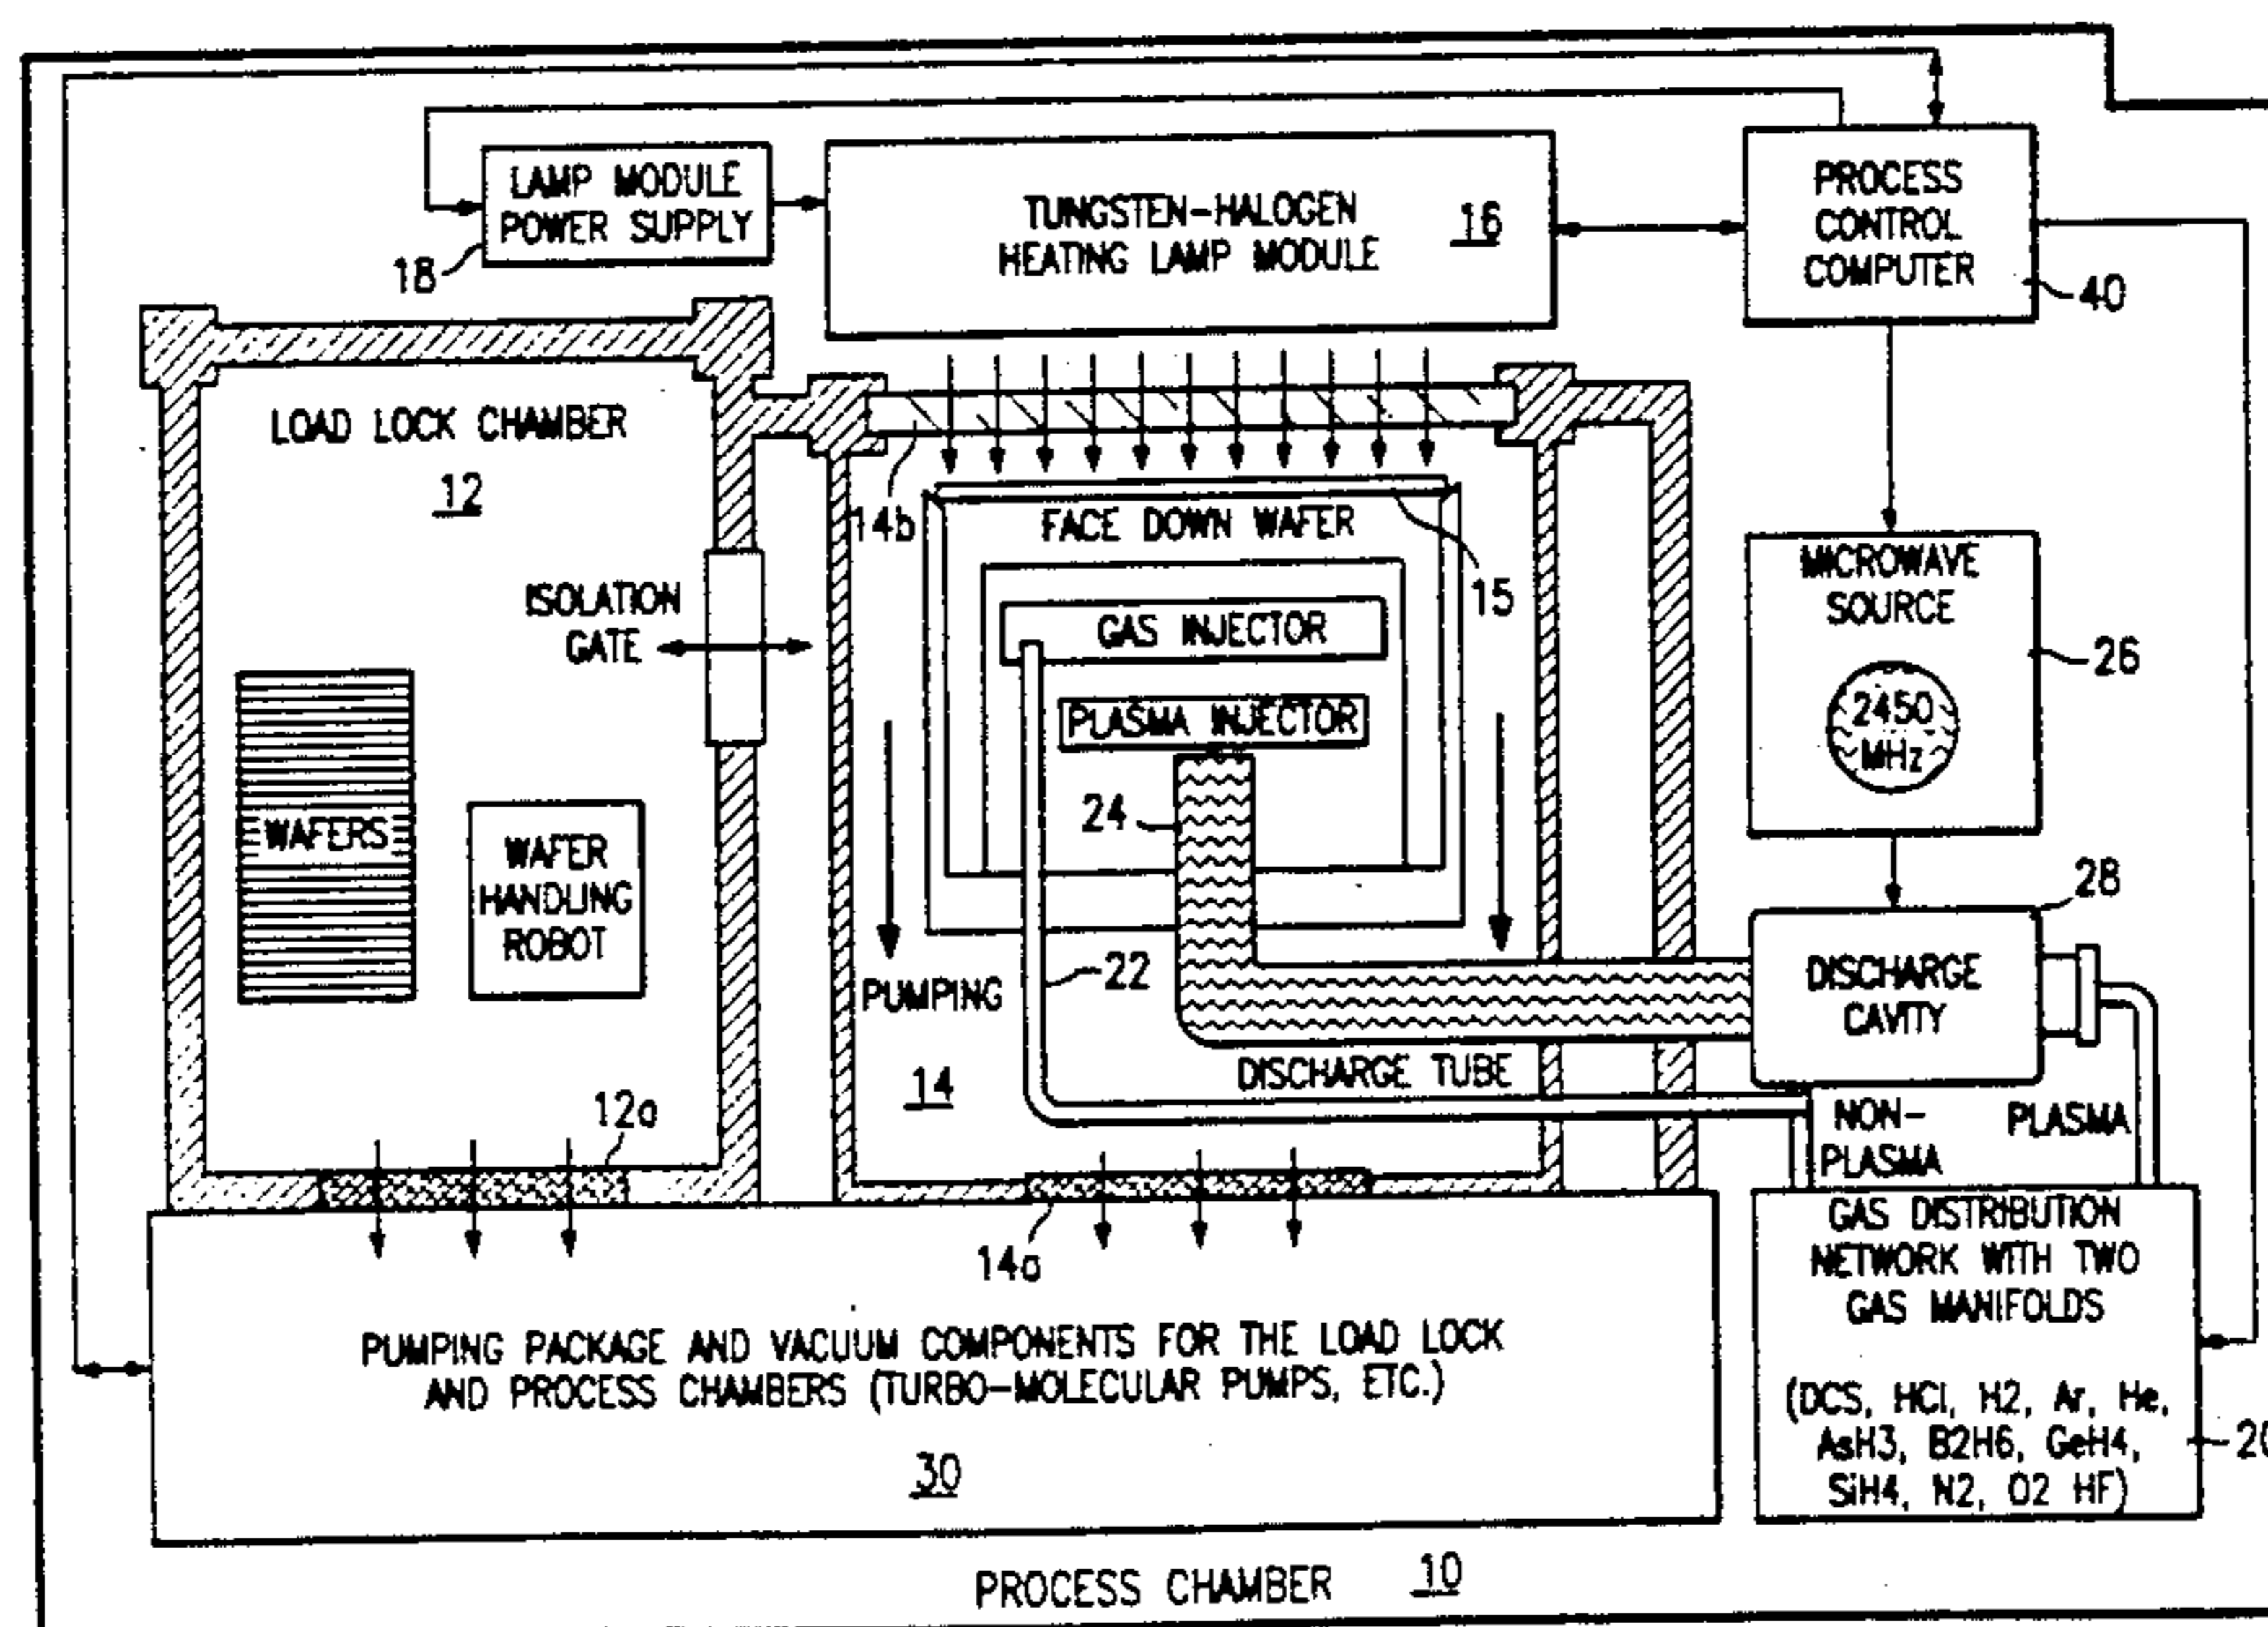 LAMP MODULE
POWER SUPPLY
18
TUNGSTEN-HALOGEN
HEATING LAMP MODULE
16
PROCESS
CONTROL
COMPUTER
40
LOAD LOCK CHAMBER
12
14b
FACE DOWN WAFER
15
ISOLATION
GATE
GAS INJECTOR
PLASMA INJECTOR
MICROWAVE
SOURCE
26
2450
MHz
WAFERS
WAFER
HANDLING
ROBOT
24
28
22
PUMPING
DISCHARGE
CAVITY
14
DISCHARGE TUBE
12a
NON-
PLASMA
PLASMA
14a
GAS DISTRIBUTION
NETWORK WITH TWO
GAS MANIFOLDS
(DCS, HCl, H2, Ar, He,
AsH3, B2H6, GeH4,
SiH4, N2, O2 HF)
20
PUMPING PACKAGE AND VACUUM COMPONENTS FOR THE LOAD LOCK
AND PROCESS CHAMBERS (TURBO-MOLECULAR PUMPS, ETC.)
30
PROCESS CHAMBER 10